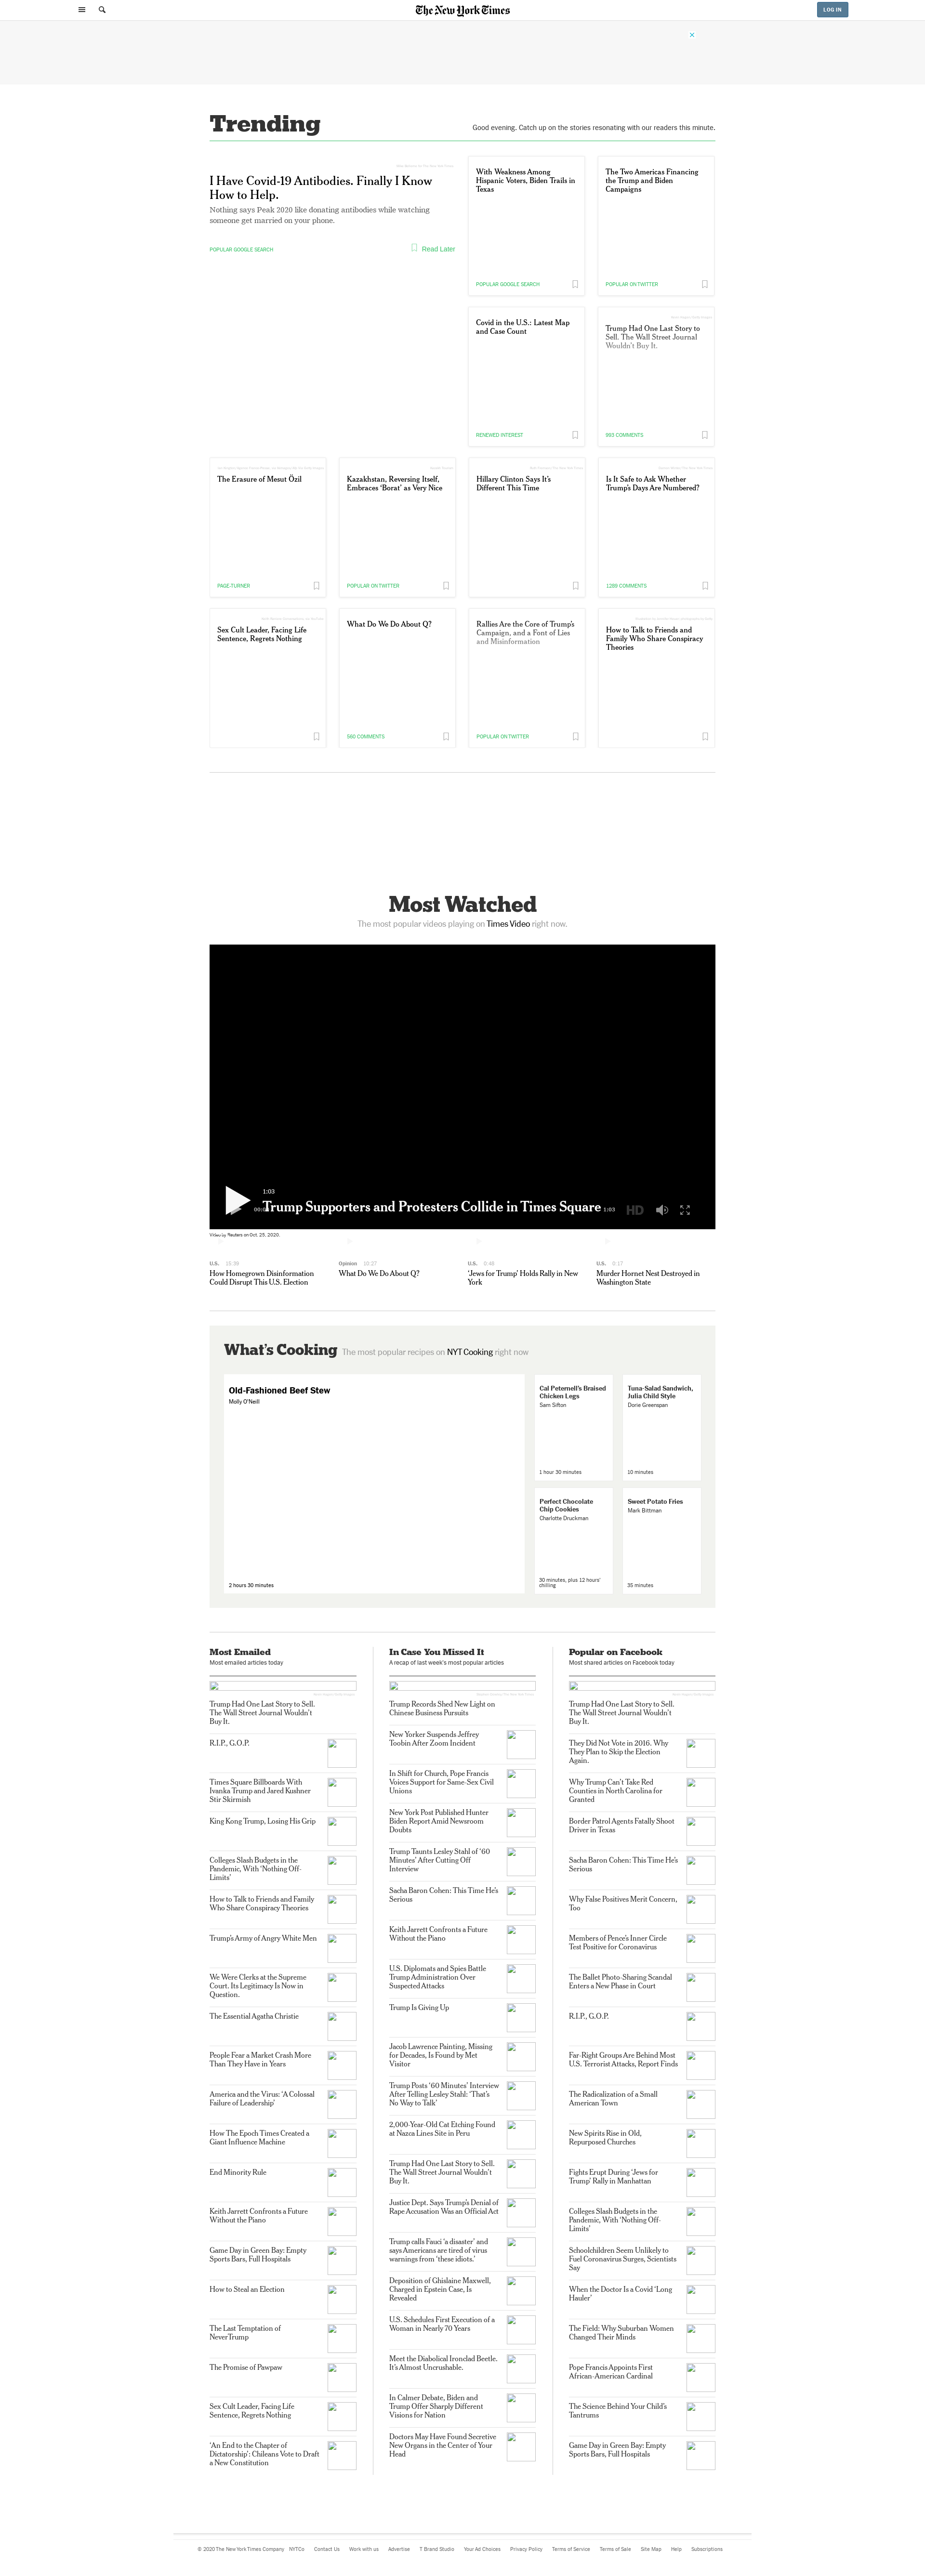 The New York Times
LOG IN
Trending
Good evening. Catch up on the stories resonating with our readers this minute.
I Have Covid-19 Antibodies. Finally I Know
How to Help.
Nothing says Peak 2020 like donating antibodies while watching
someone get married on your phone.
POPULAR GOOGLE SEARCH
Read Later
With Weakness Among
Hispanic Voters, Biden Trails in
Texas
POPULAR GOOGLE SEARCH
The Two Americas Financing
the Trump and Biden
Campaigns
POPULAR ON TWITTER
Covid in the U.S.: Latest Map
and Case Count
RENEWED INTEREST
Trump Had One Last Story to
Sell. The Wall Street Journal
Wouldn't Buy It.
993 COMMENTS
The Erasure of Mesut Özil
PAGE-TURNER
Kazakhstan, Reversing Itself,
Embraces 'Borat' as Very Nice
POPULAR ON TWITTER
Hillary Clinton Says It's
Different This Time
Is It Safe to Ask Whether
Trump's Days Are Numbered?
1289 COMMENTS
Sex Cult Leader, Facing Life
Sentence, Regrets Nothing
What Do We Do About Q?
560 COMMENTS
Rallies Are the Core of Trump's
Campaign, and a Font of Lies
and Misinformation
POPULAR ON TWITTER
How to Talk to Friends and
Family Who Share Conspiracy
Theories
Most Watched
The most popular videos playing on Times Video right now.
1:03
Trump Supporters and Protesters Collide in Times Square
1:03
HD
Video by Reuters on Oct. 25, 2020.
U.S.
How Homegrown Disinformation
Could Disrupt This U.S. Election
Opinion 10:27
What Do We Do About Q?
U.S. 0:48
'Jews for Trump' Holds Rally in New
York
U.S. 0:17
Murder Hornet Nest Destroyed in
Washington State
What's Cooking The most popular recipes on NYT Cooking right now
Old-Fashioned Beef Stew
Molly O'Neill
2 hours 30 minutes
Cal Peternell's Braised
Chicken Legs
Sam Sifton
1 hour 30 minutes
Tuna-Salad Sandwich,
Julia Child Style
Dorie Greenspan
10 minutes
Perfect Chocolate
Chip Cookies
Charlotte Druckman
30 minutes, plus 12 hours'
chilling
Sweet Potato Fries
Mark Bittman
35 minutes
Most Emailed
Most emailed articles today
Trump Had One Last Story to Sell.
The Wall Street Journal Wouldn't
Buy It.
R.I.P., G.O.P.
Times Square Billboards With
Ivanka Trump and Jared Kushner
Stir Skirmish
King Kong Trump, Losing His Grip
Colleges Slash Budgets in the
Pandemic, With 'Nothing Off-
Limits'
How to Talk to Friends and Family
Who Share Conspiracy Theories
Trump's Army of Angry White Men
We Were Clerks at the Supreme
Court. Its Legitimacy Is Now in
Question.
The Essential Agatha Christie
People Fear a Market Crash More
Than They Have in Years
America and the Virus: 'A Colossal
Failure of Leadership'
How The Epoch Times Created a
Giant Influence Machine
End Minority Rule
Keith Jarrett Confronts a Future
Without the Piano
Game Day in Green Bay: Empty
Sports Bars, Full Hospitals
How to Steal an Election
The Last Temptation of
NeverTrump
The Promise of Pawpaw
Sex Cult Leader, Facing Life
Sentence, Regrets Nothing
'An End to the Chapter of
Dictatorship': Chileans Vote to Draft
a New Constitution
In Case You Missed It
A recap of last week's most popular articles
Trump Records Shed New Light on
Chinese Business Pursuits
New Yorker Suspends Jeffrey
Toobin After Zoom Incident
In Shift for Church, Pope Francis
Voices Support for Same-Sex Civil
Unions
New York Post Published Hunter
Biden Report Amid Newsroom
Doubts
Trump Taunts Lesley Stahl of '60
Minutes' After Cutting Off
Interview
Sacha Baron Cohen: This Time He's
Serious
Keith Jarrett Confronts a Future
Without the Piano
U.S. Diplomats and Spies Battle
Trump Administration Over
Suspected Attacks
Trump Is Giving Up
Jacob Lawrence Painting, Missing
for Decades, Is Found by Met
Visitor
Trump Posts '60 Minutes' Interview
After Telling Lesley Stahl: 'That's
No Way to Talk'
2,000-Year-Old Cat Etching Found
at Nazca Lines Site in Peru
Trump Had One Last Story to Sell.
The Wall Street Journal Wouldn't
Buy It.
Justice Dept. Says Trump's Denial of
Rape Accusation Was an Official Act
Trump calls Fauci 'a disaster' and
says Americans are tired of virus
warnings from 'these idiots.'
Deposition of Ghislaine Maxwell,
Charged in Epstein Case, Is
Revealed
U.S. Schedules First Execution of a
Woman in Nearly 70 Years
Meet the Diabolical Ironclad Beetle.
It's Almost Uncrushable.
In Calmer Debate, Biden and
Trump Offer Sharply Different
Visions for Nation
Doctors May Have Found Secretive
New Organs in the Center of Your
Head
Popular on Facebook
Most shared articles on Facebook today
Trump Had One Last Story to Sell.
The Wall Street Journal Wouldn't
Buy It.
They Did Not Vote in 2016. Why
They Plan to Skip the Election
Again.
Why Trump Can't Take Red
Counties in North Carolina for
Granted
Border Patrol Agents Fatally Shoot
Driver in Texas
Sacha Baron Cohen: This Time He's
Serious
Why False Positives Merit Concern,
Too
Members of Pence's Inner Circle
Test Positive for Coronavirus
The Ballet Photo-Sharing Scandal
Enters a New Phase in Court
R.I.P., G.O.P.
Far-Right Groups Are Behind Most
U.S. Terrorist Attacks, Report Finds
The Radicalization of a Small
American Town
New Spirits Rise in Old,
Repurposed Churches
Fights Erupt During 'Jews for
Trump' Rally in Manhattan
Colleges Slash Budgets in the
Pandemic, With 'Nothing Off-
Limits'
Schoolchildren Seem Unlikely to
Fuel Coronavirus Surges, Scientists
Say
When the Doctor Is a Covid 'Long
Hauler'
The Field: Why Suburban Women
Changed Their Minds
Pope Francis Appoints First
African-American Cardinal
The Science Behind Your Child's
Tantrums
Game Day in Green Bay: Empty
Sports Bars, Full Hospitals
© 2020 The New York Times Company NYTCo Contact Us Work with us Advertise T Brand Studio Your Ad Choices Privacy Policy Terms of Service Terms of Sale Site Map Help Subscriptions